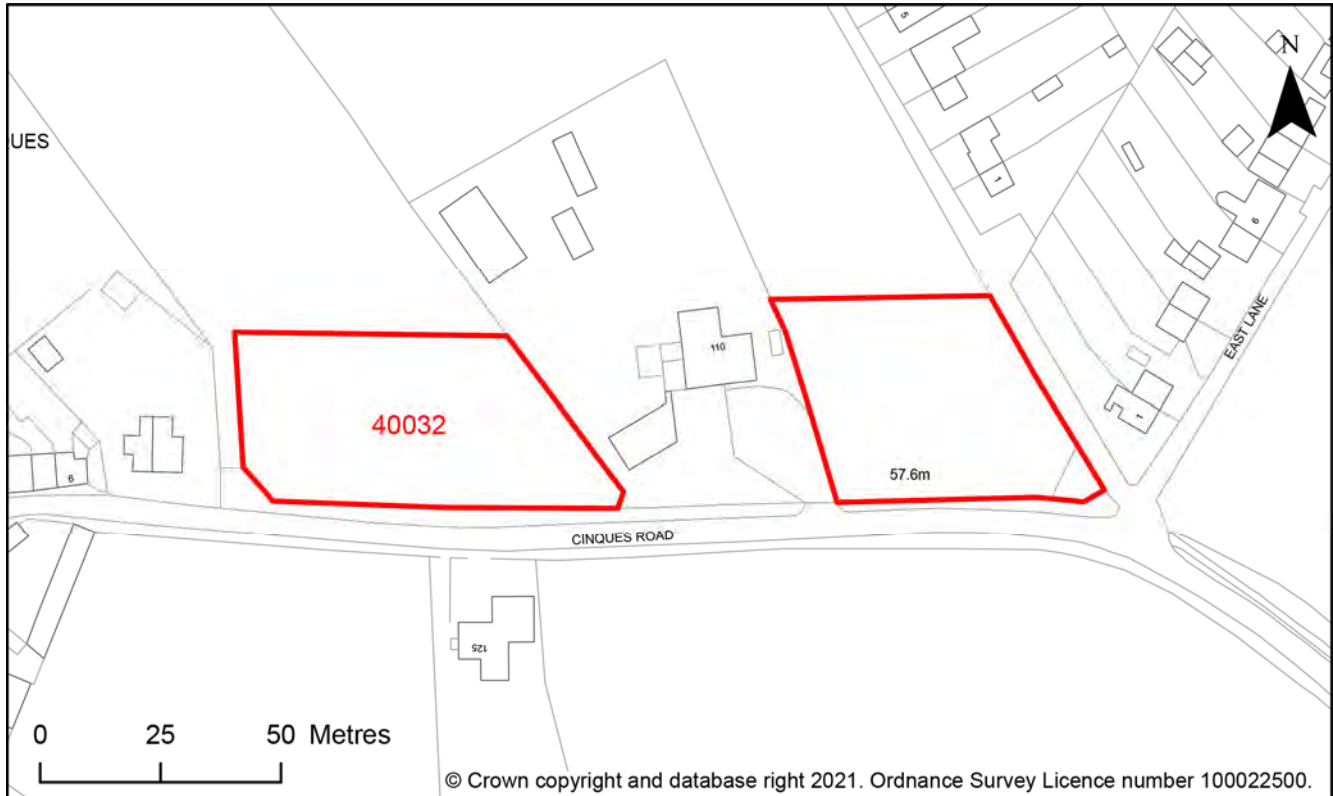 N
5
UES
1
6
EAST LANE
110
1
40032
6
57.6m
CINQUES ROAD
125
0 25 50 Metres
© Crown copyright and database right 2021. Ordnance Survey Licence number 100022500.